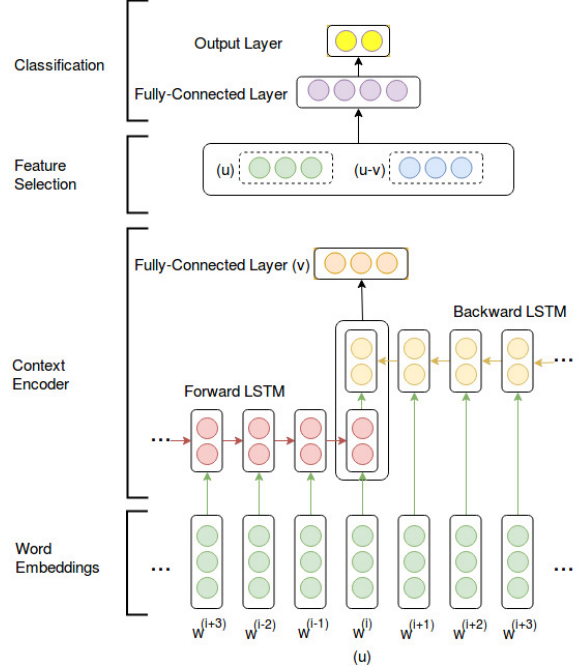 Classification
Output Layer
Fully-Connected Layer
Feature
Selection
(u)
(u-v)
Fully-Connected Layer (v)
Backward LSTM
Context
Encoder
Forward LSTM
...
...
Word
Embeddings
...
...
w(i+3) w(i-2) w(i-1) w(i) w(i+1) w(i+2) w(i+3)
(u)